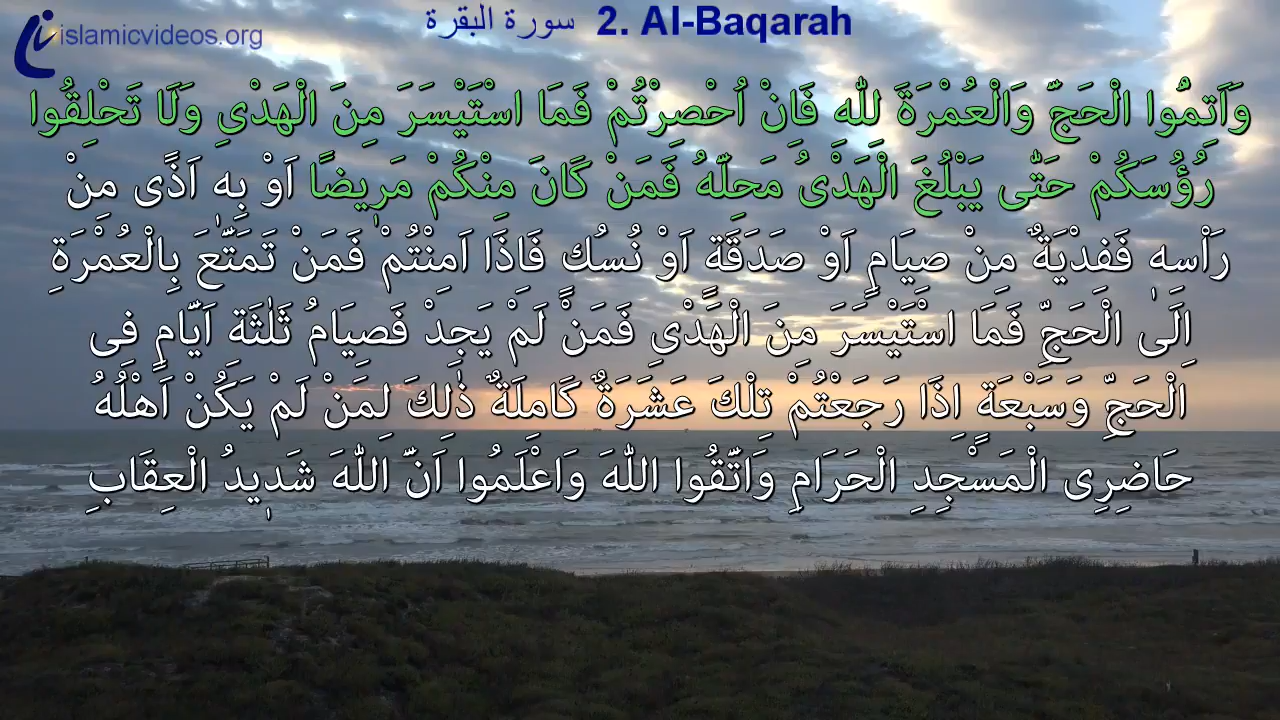 islamicvideos.org
سورة البقرة 2. Al-Baqarah
وَاَتِمُّوا الْحَجَّ وَالْعُمْرَةَ لِلّٰهِ فَاِنْ اُحْصِرْتُمْ فَمَا اسْتَيْسَرَ مِنَ الْهَدْىِ وَلَا تَحْلِقُوا
رُؤُسَكُمْ حَتّٰى يَبْلُغَ الْهَدْىُ مَحِلَّهُ فَمَنْ كَانَ مِنْكُمْ مَرٖيضًا اَوْ بِهٖ اَذًى مِنْ
رَاْسِهٖ فَفِدْيَةٌ مِنْ صِيَامٍ اَوْ صَدَقَةٍ اَوْ نُسُكٍ فَاِذَا اَمِنْتُمْ فَمَنْ تَمَتَّعَ بِالْعُمْرَةِ
اِلَى الْحَجِّ فَمَا اسْتَيْسَرَ مِنَ الْهَدْىِ فَمَنْ لَمْ يَجِدْ فَصِيَامُ ثَلٰثَةِ اَيَّامٍ فِى
الْحَجِّ وَسَبْعَةٍ اِذَا رَجَعْتُمْ تِلْكَ عَشَرَةٌ كَامِلَةٌ ذٰلِكَ لِمَنْ لَمْ يَكُنْ اَهْلُهُ
حَاضِرِى الْمَسْجِدِ الْحَرَامِ وَاتَّقُوا اللّٰهَ وَاعْلَمُوا اَنَّ اللّٰهَ شَدٖيدُ الْعِقَابِ